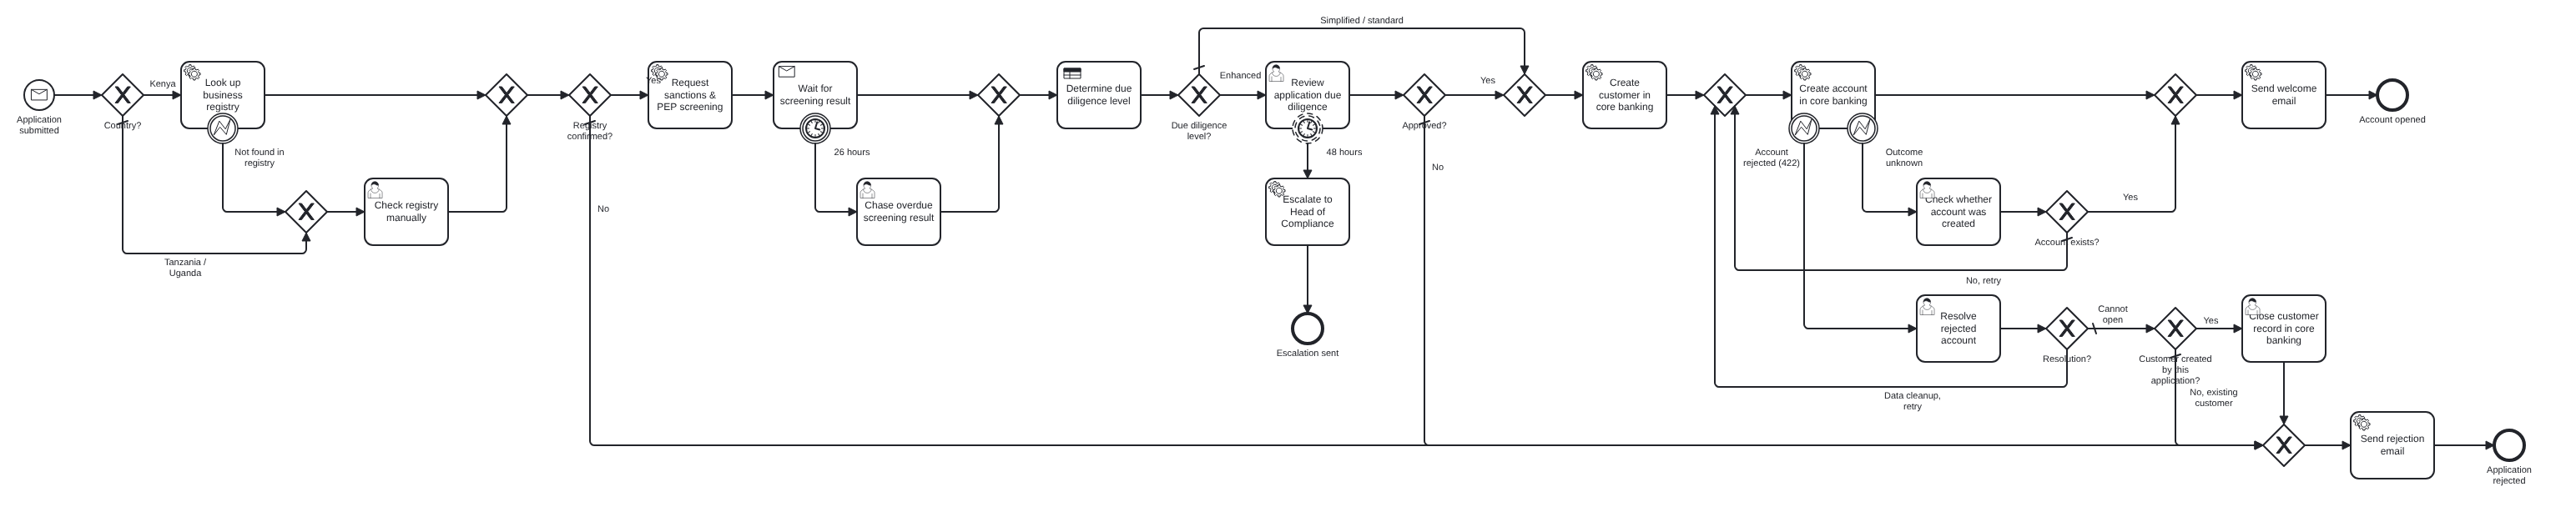 Simplified / standard
Application
submitted
Country?
Kenya
Look up
business
registry
Not found in
registry
Tanzania /
Uganda
Check registry
manually
Registry
confirmed?
Yes
No
Request
sanctions &
PEP screening
Wait for
screening result
26 hours
Chase overdue
screening result
Determine due
diligence level
Due diligence
level?
Enhanced
Review
application due
diligence
48 hours
Escalate to
Head of
Compliance
Escalation sent
Approved?
Yes
No
Create
customer in
core banking
Create account
in core banking
Account
rejected (422)
Outcome
unknown
Check whether
account was
created
Account exists?
Yes
No, retry
Resolve
rejected
account
Resolution?
Data cleanup,
retry
Cannot
open
Customer created
by this
application?
Yes
No, existing
customer
Close customer
record in core
banking
Send welcome
email
Account opened
Send rejection
email
Application
rejected